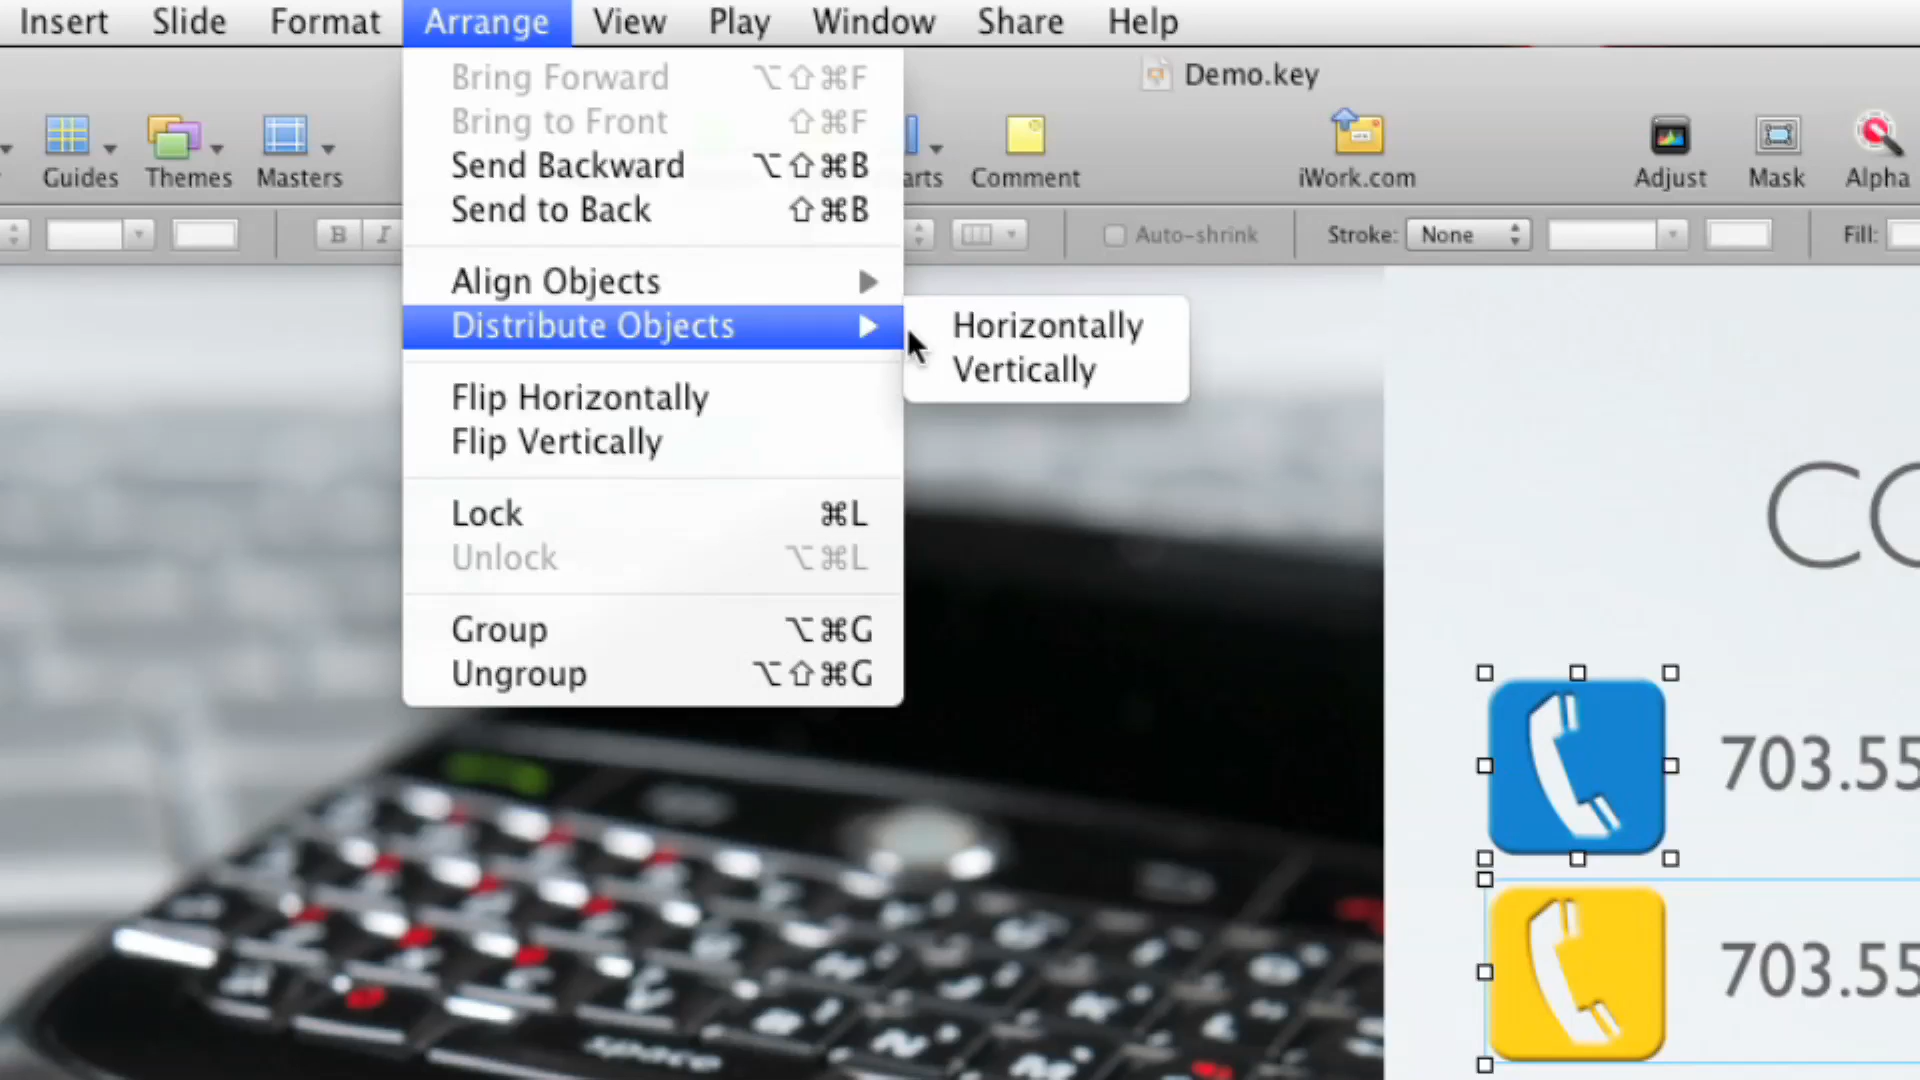 Insert Slide Format Arrange View Play Window Share Help
Demo.key
Guides Themes Masters arts Comment iWork.com Adjust Mask Alpha
B I Auto-shrink Stroke: None Fill:
Bring Forward ⌥⇧⌘F
Bring to Front ⇧⌘F
Send Backward ⌥⇧⌘B
Send to Back ⇧⌘B
Align Objects
Distribute Objects
Horizontally
Vertically
Flip Horizontally
Flip Vertically
Lock ⌘L
Unlock ⌥⌘L
Group ⌥⌘G
Ungroup ⌥⇧⌘G
CO
703.55
703.55
space